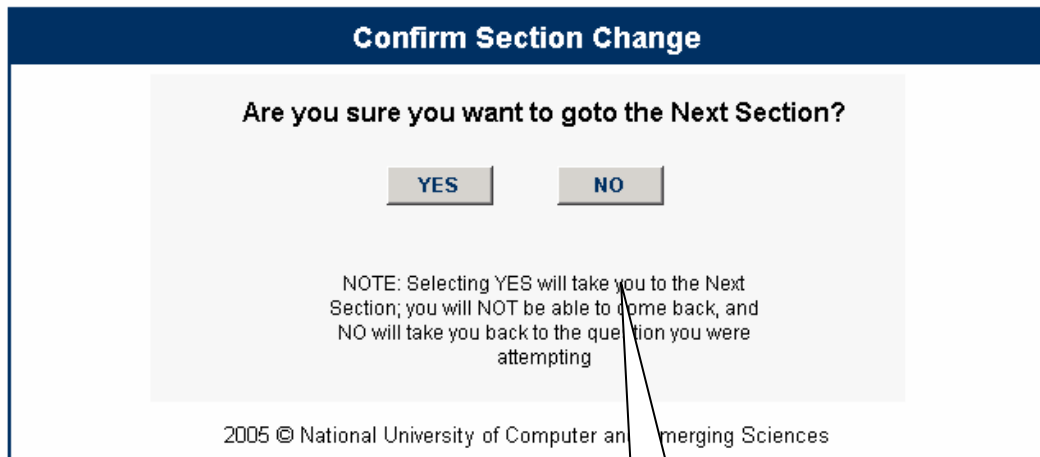 Confirm Section Change
Are you sure you want to goto the Next Section?
YES NO
NOTE: Selecting YES will take you to the Next
Section; you will NOT be able to come back, and
NO will take you back to the question you were
attempting
2005 © National University of Computer and Emerging Sciences